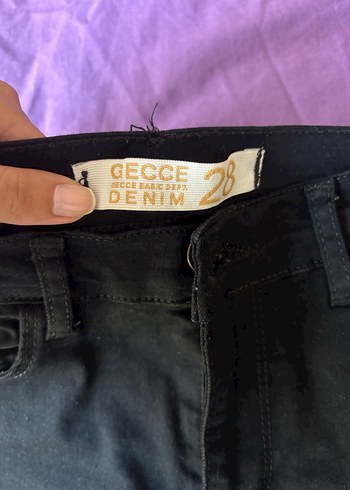 GECCE
GECCE BASIC DEPT.
DENIM
28